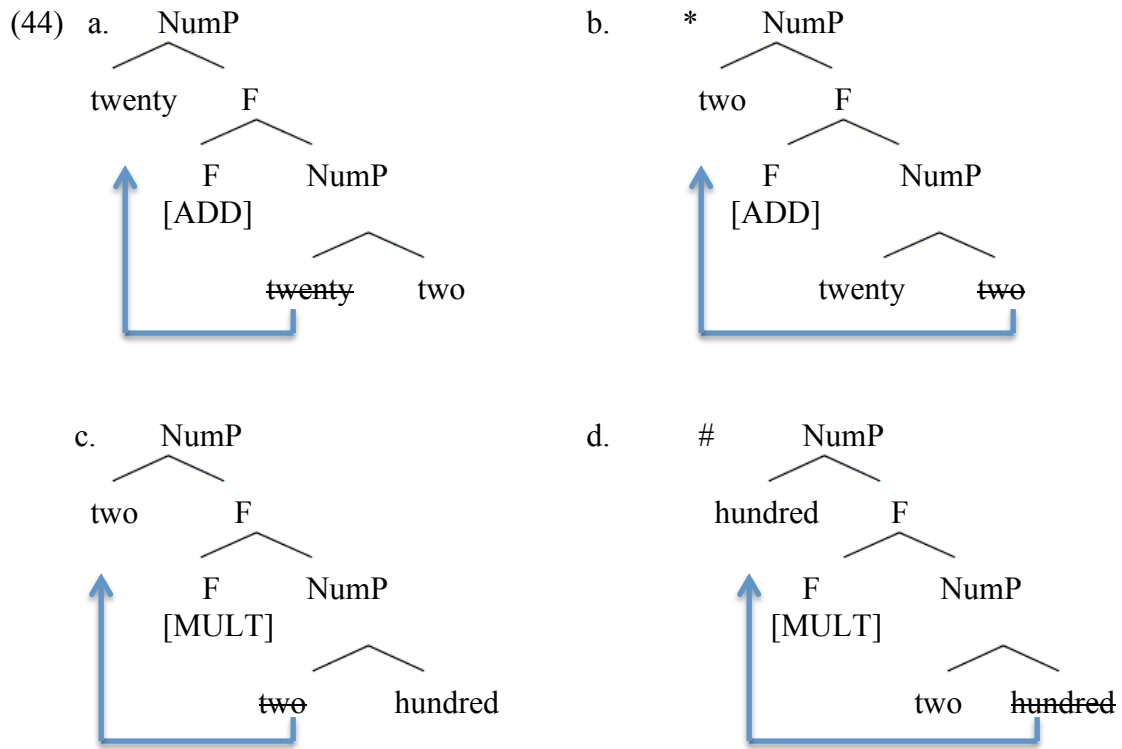 (44) a. NumP b. * NumP
twenty F two F
F NumP F NumP
[ADD] [ADD]
twenty two twenty two
c. NumP d. # NumP
two F hundred F
F NumP F NumP
[MULT] [MULT]
two hundred two hundred